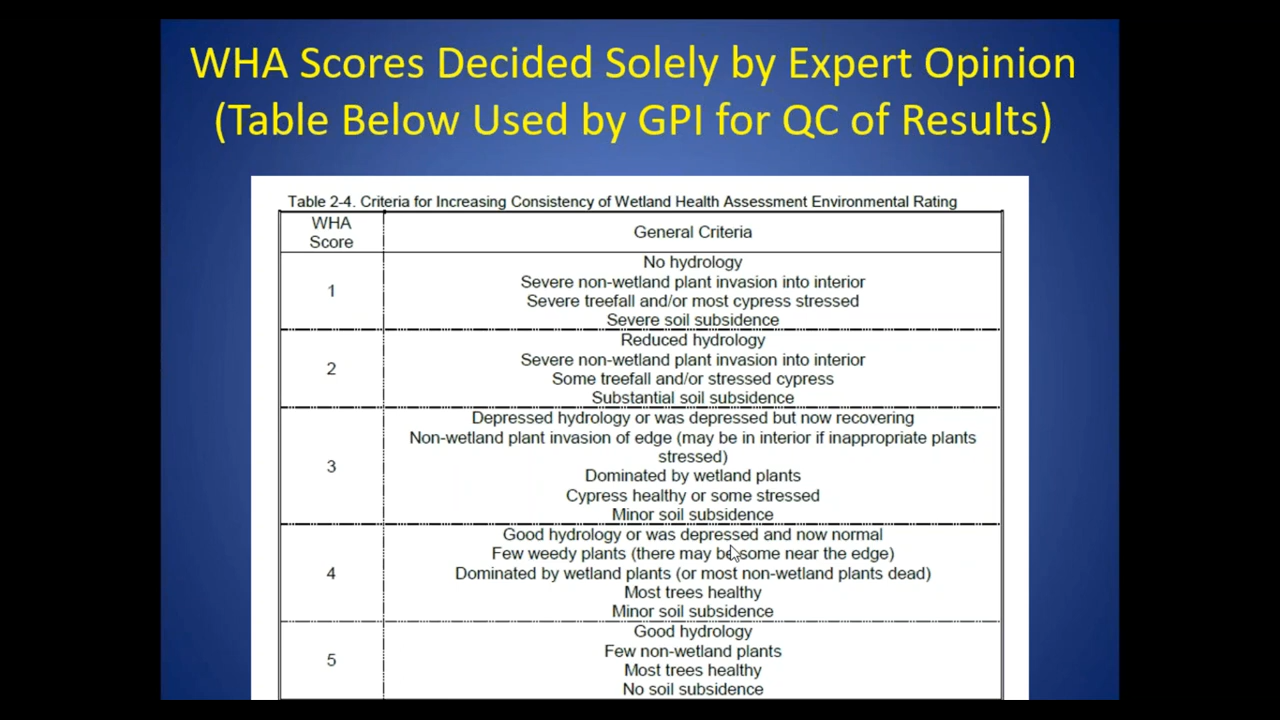 WHA Scores Decided Solely by Expert Opinion
(Table Below Used by GPI for QC of Results)
Table 2-4. Criteria for Increasing Consistency of Wetland Health Assessment Environmental Rating
WHA
Score
General Criteria
1
No hydrology
Severe non-wetland plant invasion into interior
Severe treefall and/or most cypress stressed
Severe soil subsidence
2
Reduced hydrology
Severe non-wetland plant invasion into interior
Some treefall and/or stressed cypress
Substantial soil subsidence
3
Depressed hydrology or was depressed but now recovering
Non-wetland plant invasion of edge (may be in interior if inappropriate plants
stressed)
Dominated by wetland plants
Cypress healthy or some stressed
Minor soil subsidence
4
Good hydrology or was depressed and now normal
Few weedy plants (there may be some near the edge)
Dominated by wetland plants (or most non-wetland plants dead)
Most trees healthy
Minor soil subsidence
5
Good hydrology
Few non-wetland plants
Most trees healthy
No soil subsidence